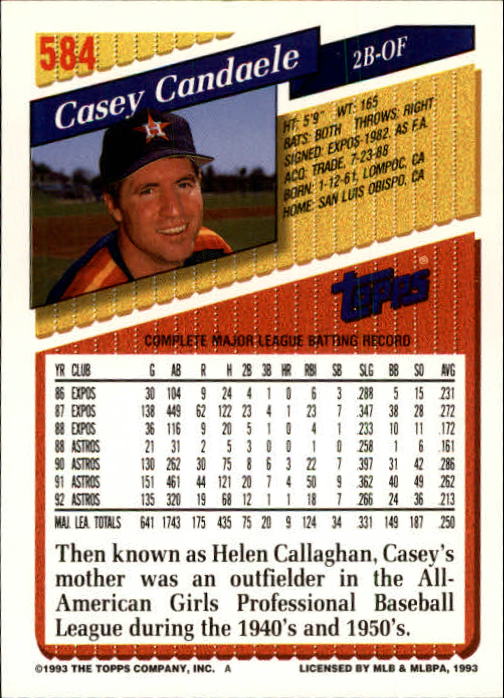 584
Casey Candaele
2B-OF
HT: 5'9" WT: 165
BATS: BOTH THROWS: RIGHT
SIGNED: EXPOS-1982, AS F.A.
ACQ: TRADE, 7-23-88
BORN: 1-12-61, LOMPOC, CA
HOME: SAN LUIS OBISPO, CA
H
Topps®
COMPLETE MAJOR LEAGUE BATTING RECORD
YR CLUB G AB R H 2B 3B HR RBI SB SLG BB SO AVG
86 EXPOS 30 104 9 24 4 1 0 6 3 .288 5 15 .231
87 EXPOS 138 449 62 122 23 4 1 23 7 .347 38 28 .272
88 EXPOS 36 116 9 20 5 1 0 4 1 .233 10 11 .172
88 ASTROS 21 31 2 5 3 0 0 1 0 .258 1 6 .161
90 ASTROS 130 262 30 75 8 6 3 22 7 .397 31 42 .286
91 ASTROS 151 461 44 121 20 7 4 50 9 .362 40 49 .262
92 ASTROS 135 320 19 68 12 1 1 18 7 .266 24 36 .213
MAJ. LEA. TOTALS 641 1743 175 435 75 20 9 124 34 .331 149 187 .250
Then known as Helen Callaghan, Casey's
mother was an outfielder in the All-
American Girls Professional Baseball
League during the 1940's and 1950's.
©1993 THE TOPPS COMPANY, INC. A LICENSED BY MLB & MLBPA, 1993